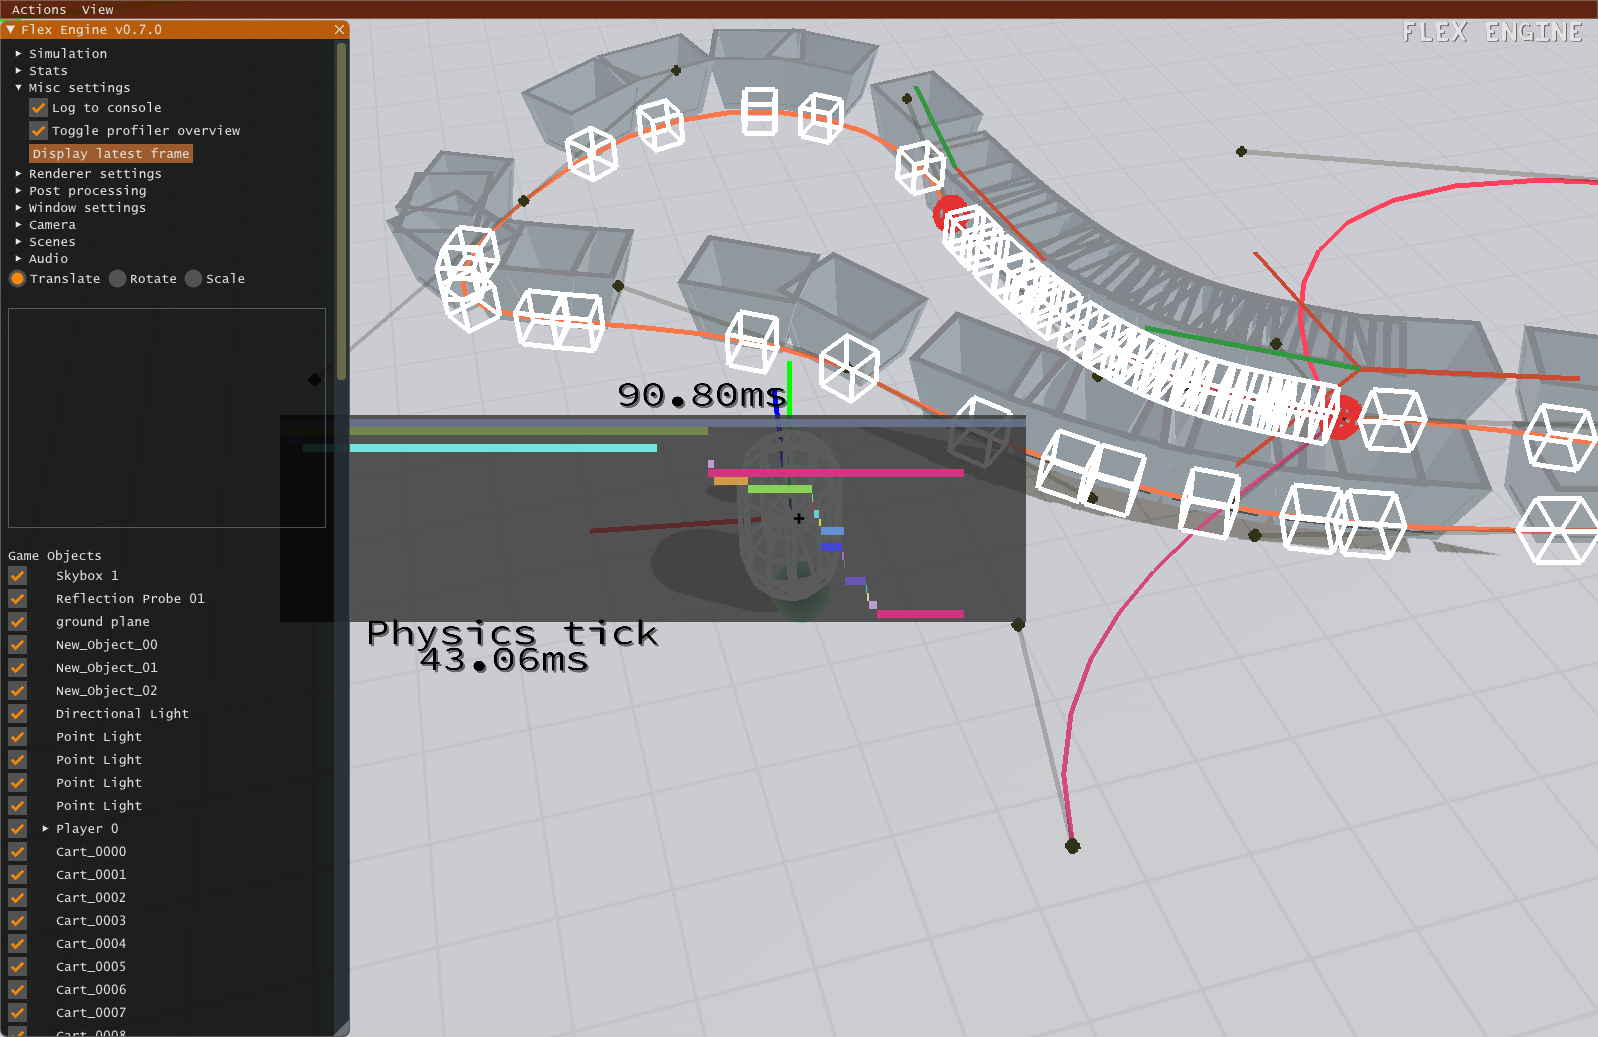 Actions View
Flex Engine v0.7.0
FLEX ENGINE
Simulation
Stats
Misc settings
Log to console
Toggle profiler overview
Display latest frame
Renderer settings
Post processing
Window settings
Camera
Scenes
Audio
Translate Rotate Scale
90.80ms
Physics tick
43.06ms
Game Objects
Skybox 1
Reflection Probe 01
ground plane
New_Object_00
New_Object_01
New_Object_02
Directional Light
Point Light
Point Light
Point Light
Point Light
Player 0
Cart_0000
Cart_0001
Cart_0002
Cart_0003
Cart_0004
Cart_0005
Cart_0006
Cart_0007
Cart_0008